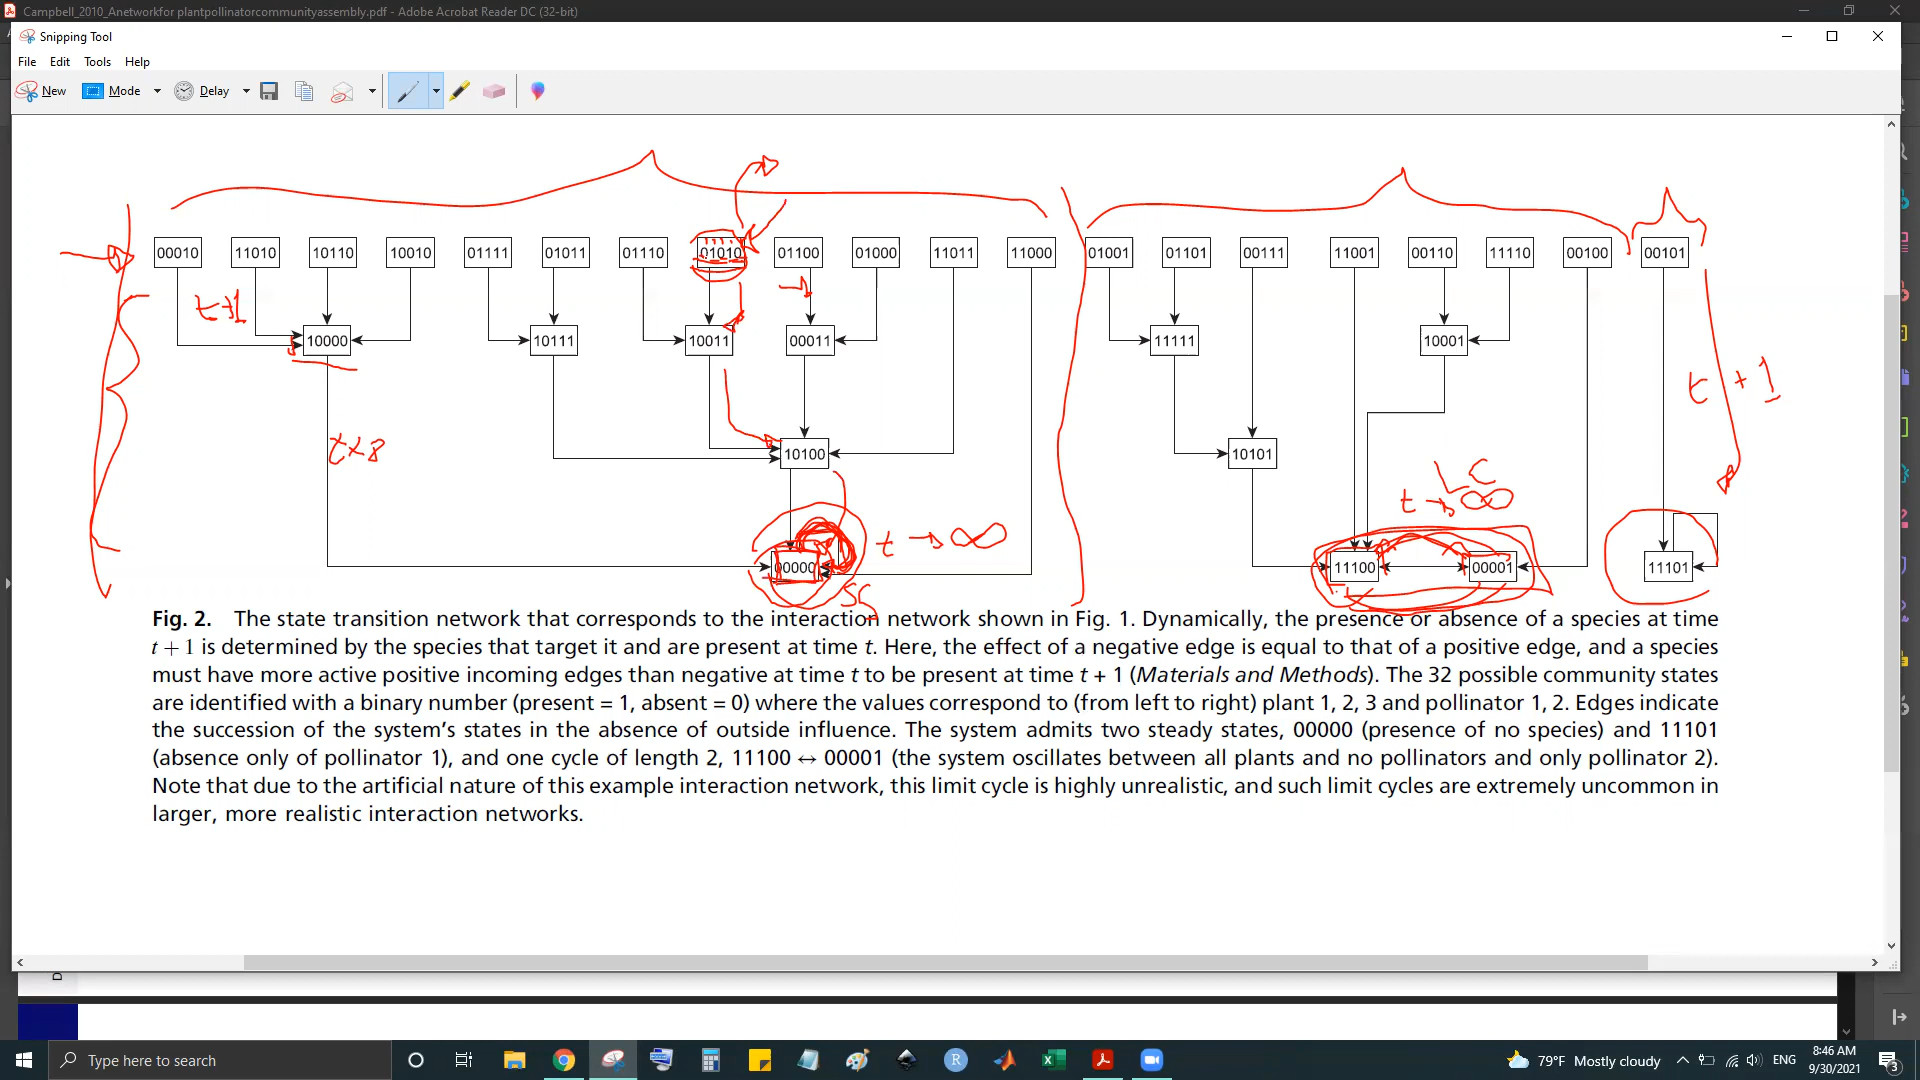 Campbell_2010_Anetworkfor plantpollinatorcommunityassembly.pdf - Adobe Acrobat Reader DC (32-bit)
Snipping Tool
File Edit Tools Help
New Mode Delay
00010 11010 10110 10010 01111 01011 01110 01010 01100 01000 11011 11000 01001 01101 00111 11001 00110 11110 00100 00101
t+1
10000 10111 10011 00011 11111 10001
t + 1
10100 10101
LC
t → ∞
t → ∞
00000 11100 00001 11101
SS
Fig. 2. The state transition network that corresponds to the interaction network shown in Fig. 1. Dynamically, the presence or absence of a species at time
t + 1 is determined by the species that target it and are present at time t. Here, the effect of a negative edge is equal to that of a positive edge, and a species
must have more active positive incoming edges than negative at time t to be present at time t + 1 (Materials and Methods). The 32 possible community states
are identified with a binary number (present = 1, absent = 0) where the values correspond to (from left to right) plant 1, 2, 3 and pollinator 1, 2. Edges indicate
the succession of the system's states in the absence of outside influence. The system admits two steady states, 00000 (presence of no species) and 11101
(absence only of pollinator 1), and one cycle of length 2, 11100 ↔ 00001 (the system oscillates between all plants and no pollinators and only pollinator 2).
Note that due to the artificial nature of this example interaction network, this limit cycle is highly unrealistic, and such limit cycles are extremely uncommon in
larger, more realistic interaction networks.
Type here to search
79°F Mostly cloudy
ENG
8:46 AM
9/30/2021
3